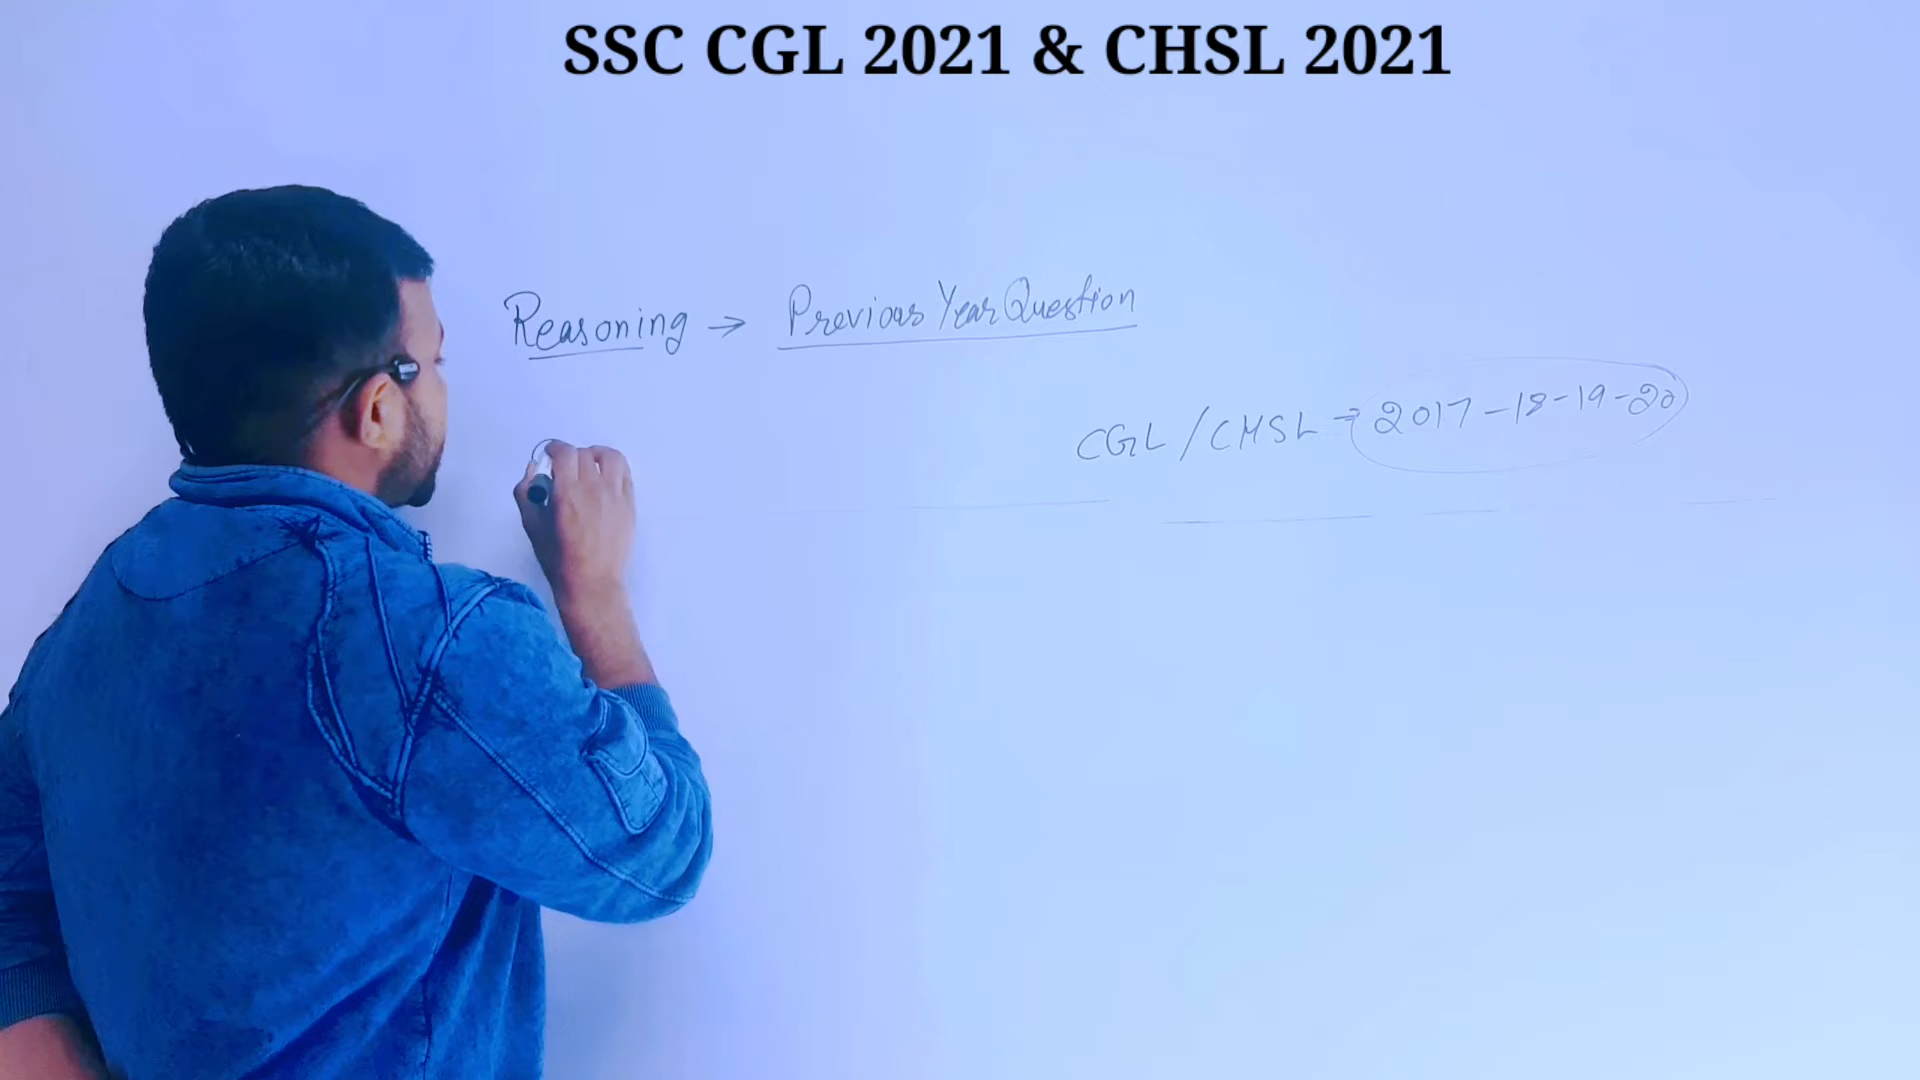 SSC CGL 2021 & CHSL 2021
Reasoning → Previous Year Question
CGL / CHSL → 2017-18-19-20